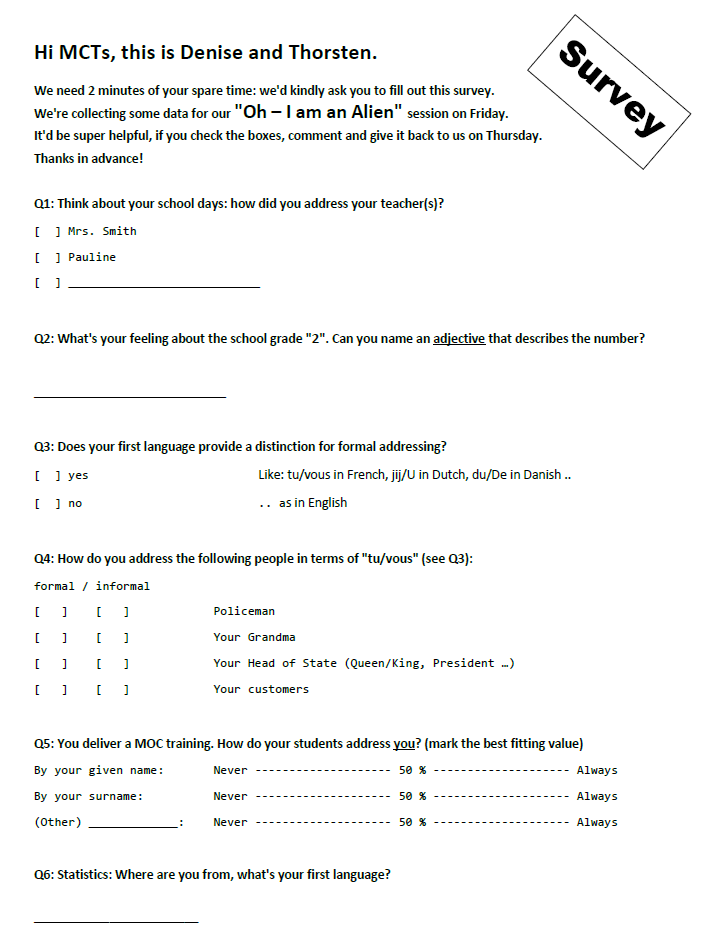 Survey
Hi MCTs, this is Denise and Thorsten.
We need 2 minutes of your spare time: we'd kindly ask you to fill out this survey.
We're collecting some data for our "Oh – I am an Alien" session on Friday.
It'd be super helpful, if you check the boxes, comment and give it back to us on Thursday.
Thanks in advance!
Q1: Think about your school days: how did you address your teacher(s)?
[ ] Mrs. Smith
[ ] Pauline
[ ] ____________________________
Q2: What's your feeling about the school grade "2". Can you name an adjective that describes the number?
____________________________
Q3: Does your first language provide a distinction for formal addressing?
[ ] yes Like: tu/vous in French, jij/U in Dutch, du/De in Danish ..
[ ] no .. as in English
Q4: How do you address the following people in terms of "tu/vous" (see Q3):
formal / informal
[ ] [ ] Policeman
[ ] [ ] Your Grandma
[ ] [ ] Your Head of State (Queen/King, President …)
[ ] [ ] Your customers
Q5: You deliver a MOC training. How do your students address you? (mark the best fitting value)
By your given name: Never -------------------- 50 % -------------------- Always
By your surname: Never -------------------- 50 % -------------------- Always
(Other) _____________: Never -------------------- 50 % -------------------- Always
Q6: Statistics: Where are you from, what's your first language?
________________________